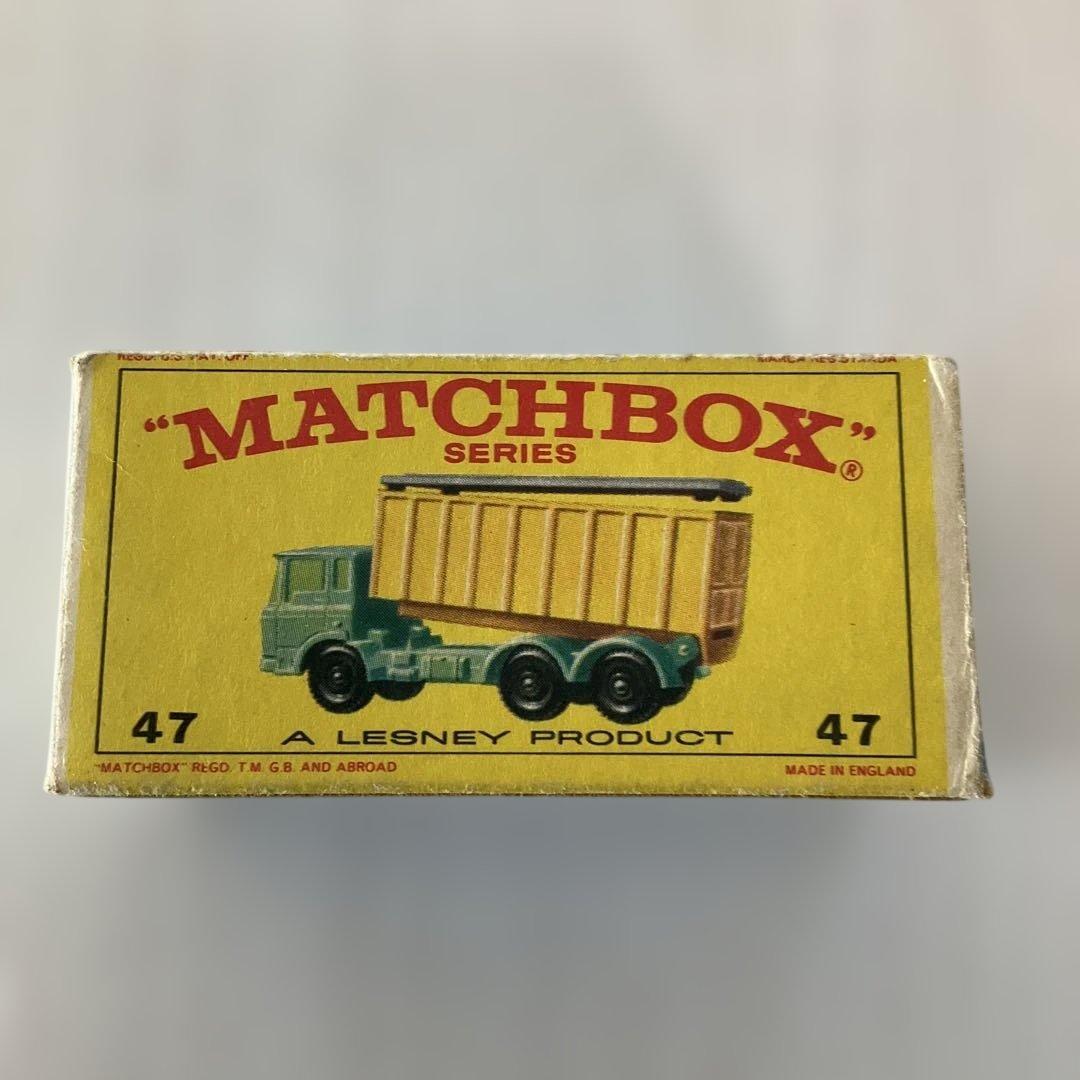 REGD. U.S. PAT. OFF MARCA REGISTRADA
"MATCHBOX"®
SERIES
47 A LESNEY PRODUCT 47
"MATCHBOX" REGD. T.M. G.B. AND ABROAD MADE IN ENGLAND